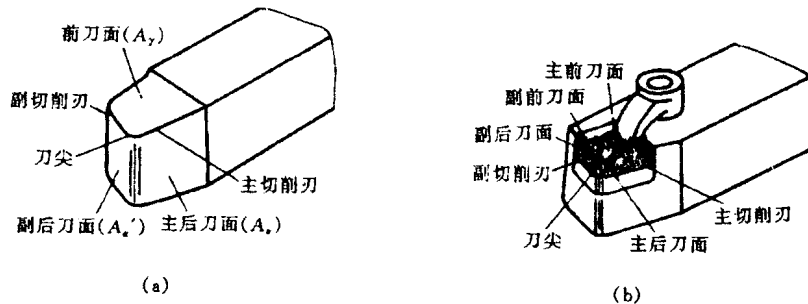 前刀面(Aγ)
副切削刃
刀尖
主切削刃
副后刀面(Aα′)
主后刀面(Aα)
(a)
主前刀面
副前刀面
副后刀面
副切削刃
刀尖
主切削刃
主后刀面
(b)